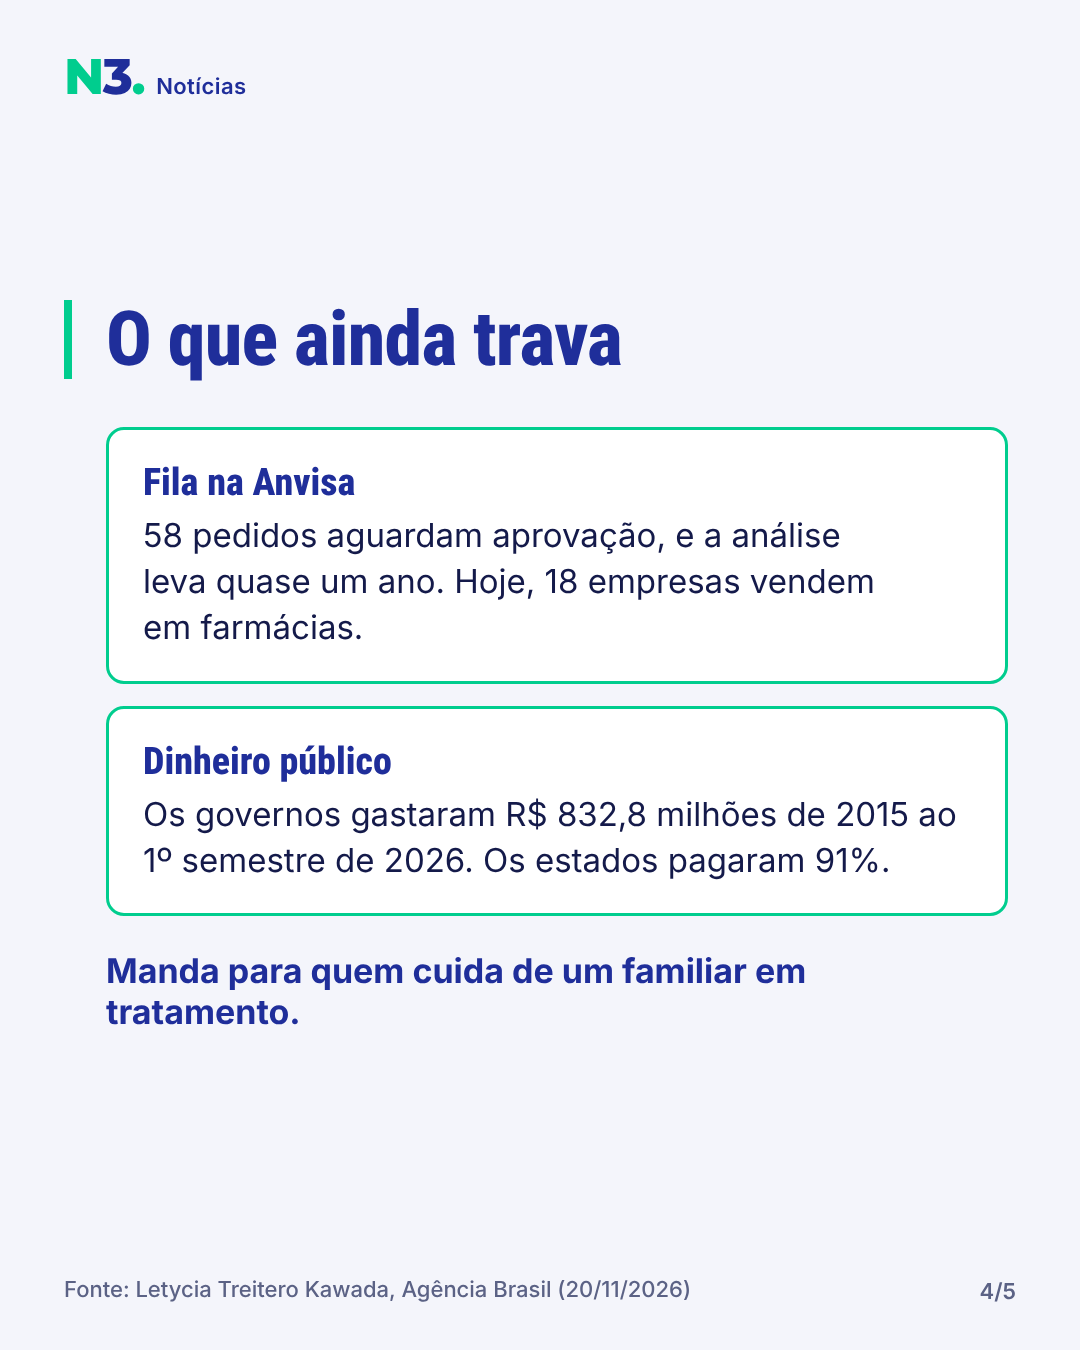 N3. Notícias
O que ainda trava
Fila na Anvisa
58 pedidos aguardam aprovação, e a análise
leva quase um ano. Hoje, 18 empresas vendem
em farmácias.
Dinheiro público
Os governos gastaram R$ 832,8 milhões de 2015 ao
1º semestre de 2026. Os estados pagaram 91%.
Manda para quem cuida de um familiar em
tratamento.
Fonte: Letycia Treitero Kawada, Agência Brasil (20/11/2026)
4/5